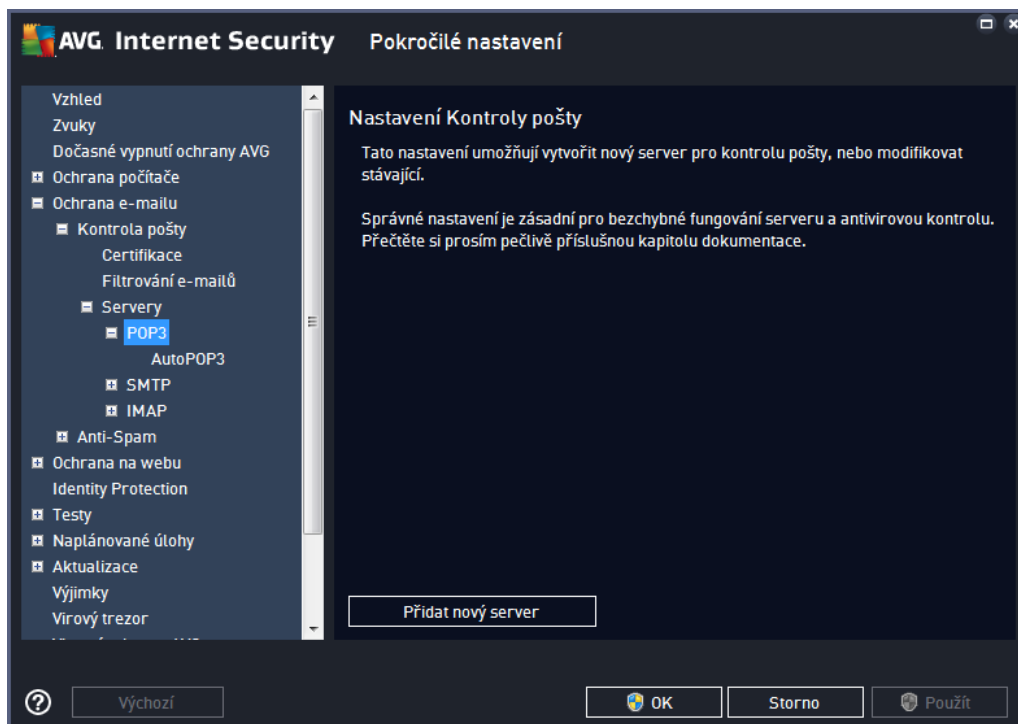 AVG. Internet Security Pokročilé nastavení
Vzhled
Zvuky
Dočasné vypnutí ochrany AVG
Ochrana počítače
Ochrana e-mailu
Kontrola pošty
Certifikace
Filtrování e-mailů
Servery
POP3
AutoPOP3
SMTP
IMAP
Anti-Spam
Ochrana na webu
Identity Protection
Testy
Naplánované úlohy
Aktualizace
Výjimky
Virový trezor
Nastavení Kontroly pošty
Tato nastavení umožňují vytvořit nový server pro kontrolu pošty, nebo modifikovat
stávající.
Správné nastavení je zásadní pro bezchybné fungování serveru a antivirovou kontrolu.
Přečtěte si prosím pečlivě příslušnou kapitolu dokumentace.
Přidat nový server
Výchozí
OK
Storno
Použít